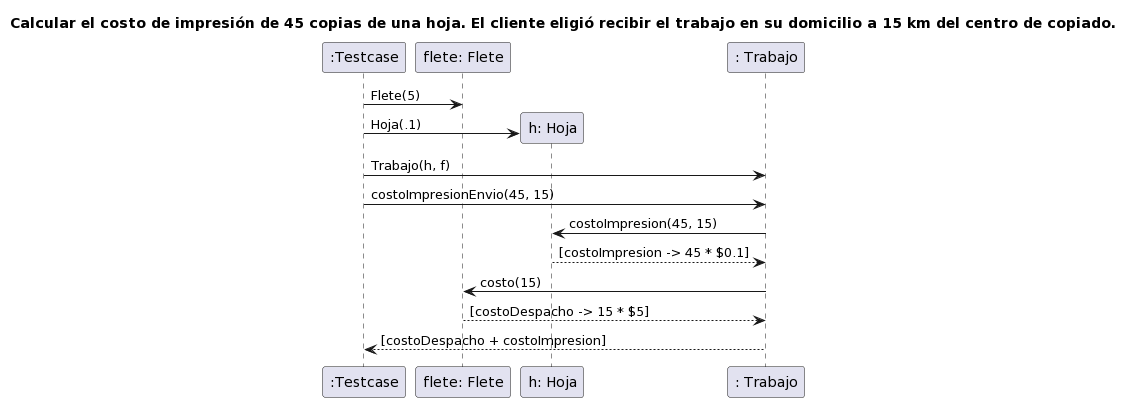 Calcular el costo de impresión de 45 copias de una hoja. El cliente eligió recibir el trabajo en su domicilio a 15 km del centro de copiado.
:Testcase flete: Flete : Trabajo
Flete(5)
Hoja(.1) h: Hoja
Trabajo(h, f)
costoImpresionEnvio(45, 15)
costoImpresion(45, 15)
[costoImpresion -> 45 * $0.1]
costo(15)
[costoDespacho -> 15 * $5]
[costoDespacho + costoImpresion]
:Testcase flete: Flete h: Hoja : Trabajo